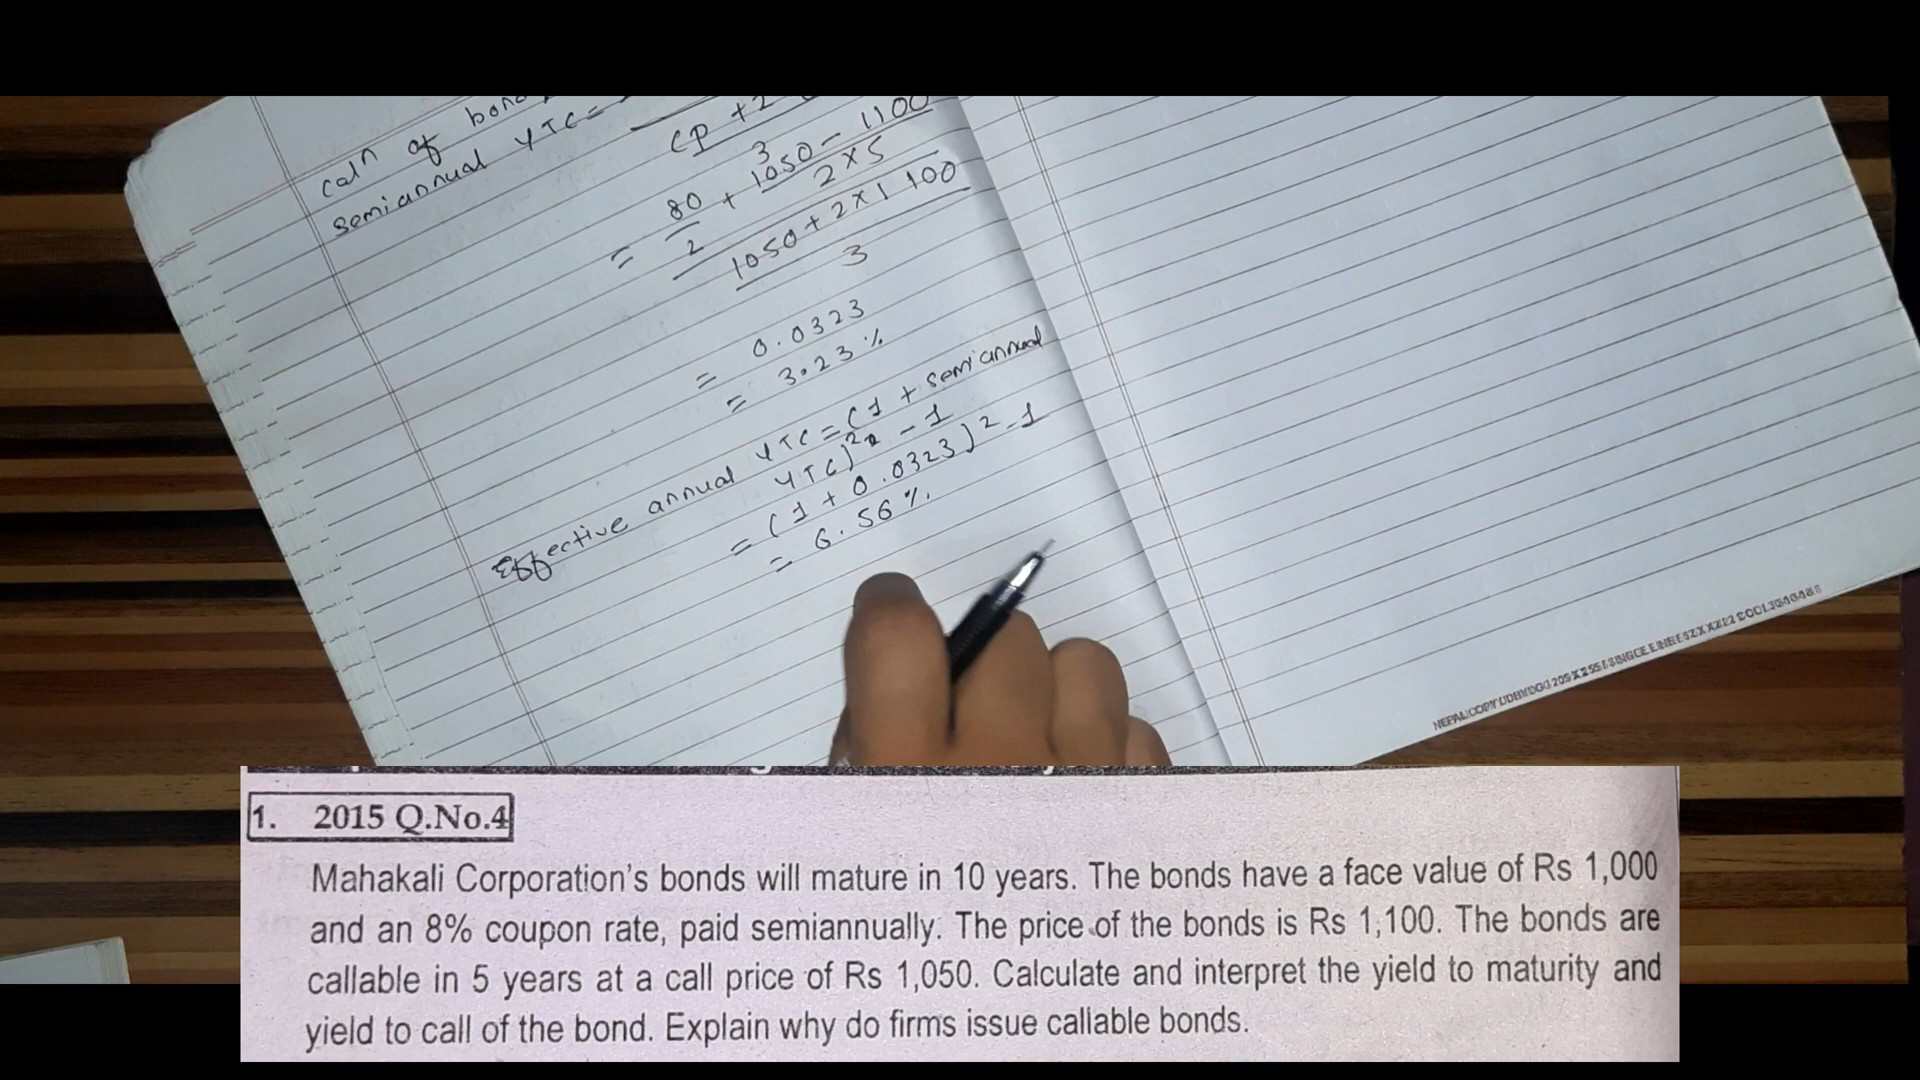 calⁿ of bond
semiannual YTC =
CP + 2
3
= 80/2 + 1050 - 1100
2 × 5
1050 + 2 × 1100
3
= 0.0323
= 3.23 %
Effective annual YTC = (1 + semiannual
YTC)² - 1
= (1 + 0.0323)² - 1
= 6.56 %.
1. 2015 Q.No.4
Mahakali Corporation's bonds will mature in 10 years. The bonds have a face value of Rs 1,000
and an 8% coupon rate, paid semiannually. The price of the bonds is Rs 1,100. The bonds are
callable in 5 years at a call price of Rs 1,050. Calculate and interpret the yield to maturity and
yield to call of the bond. Explain why do firms issue callable bonds.